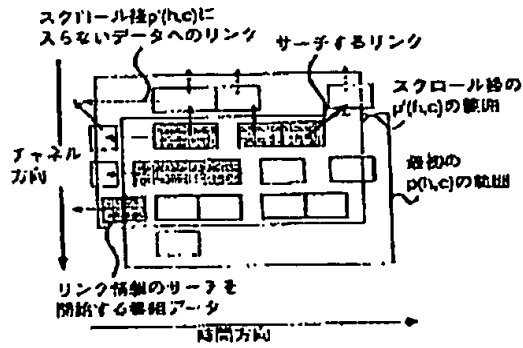 スクロール後p'(h,c)に
入らないデータへのリンク
サーチするリンク
スクロール後の
p'(h,c)の範囲
チャネル
方向
最初の
p(h,c)の範囲
リンク情報のサーチを
開始する番組データ
時間方向